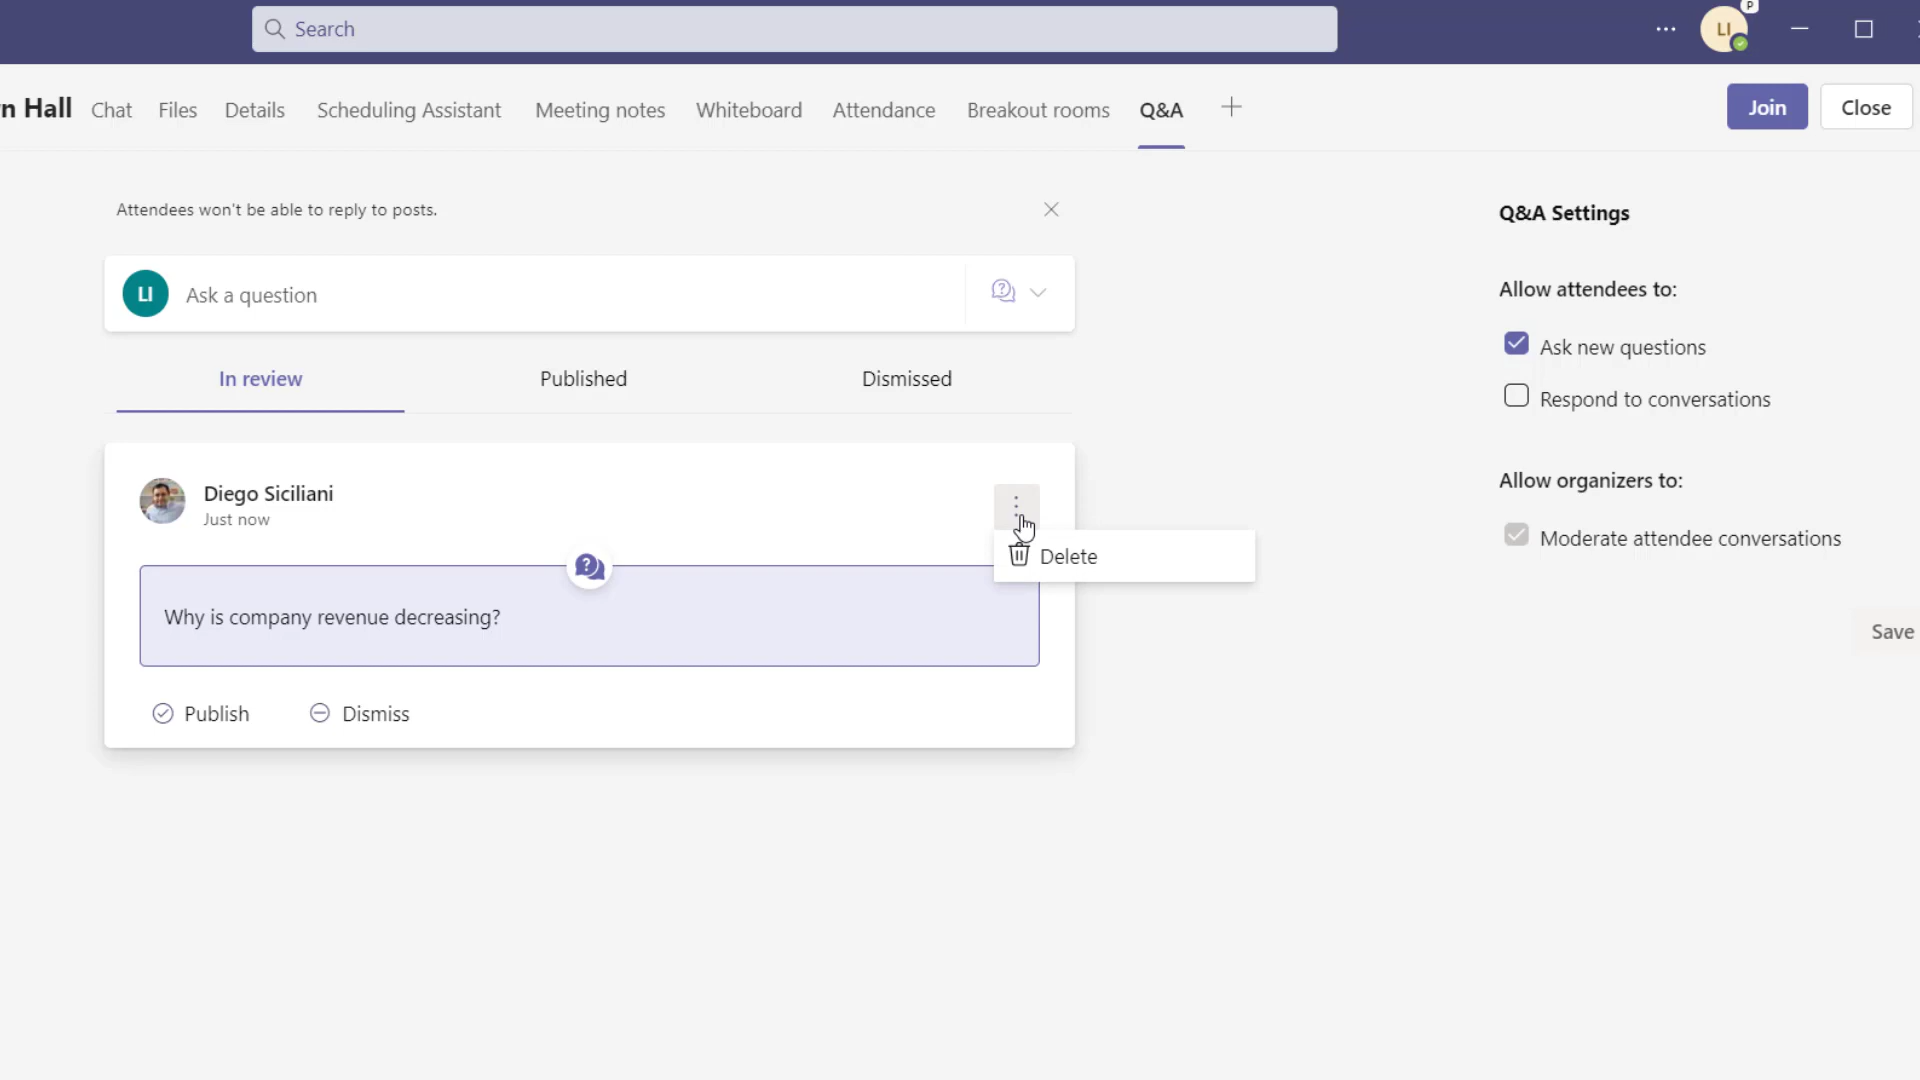 Search
LI
P
n Hall Chat Files Details Scheduling Assistant Meeting notes Whiteboard Attendance Breakout rooms Q&A Join Close
Attendees won't be able to reply to posts.
LI Ask a question
In review Published Dismissed
Diego Siciliani
Just now
Delete
Why is company revenue decreasing?
Publish Dismiss
Q&A Settings
Allow attendees to:
Ask new questions
Respond to conversations
Allow organizers to:
Moderate attendee conversations
Save